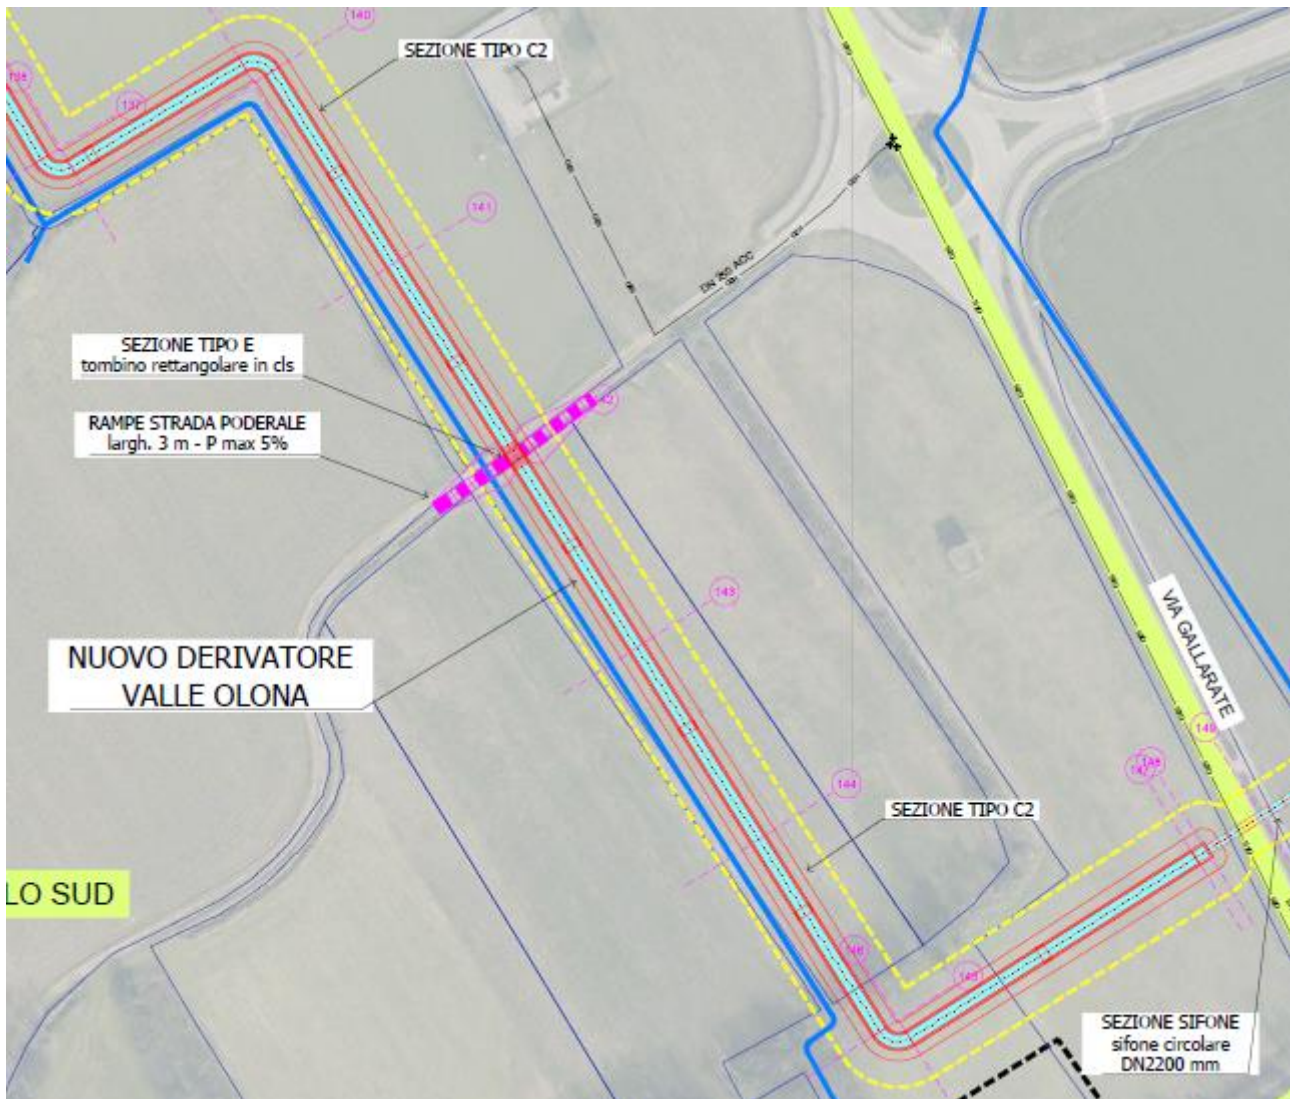 140
SEZIONE TIPO C2
138
137
141
DN 250 ACC
SEZIONE TIPO E
tombino rettangolare in cls
RAMPE STRADA PODERALE
largh. 3 m - P max 5%
143
VIA GALLARATE
NUOVO DERIVATORE
VALLE OLONA
149
148
144
SEZIONE TIPO C2
LO SUD
SEZIONE SIFONE
sifone circolare
DN2200 mm